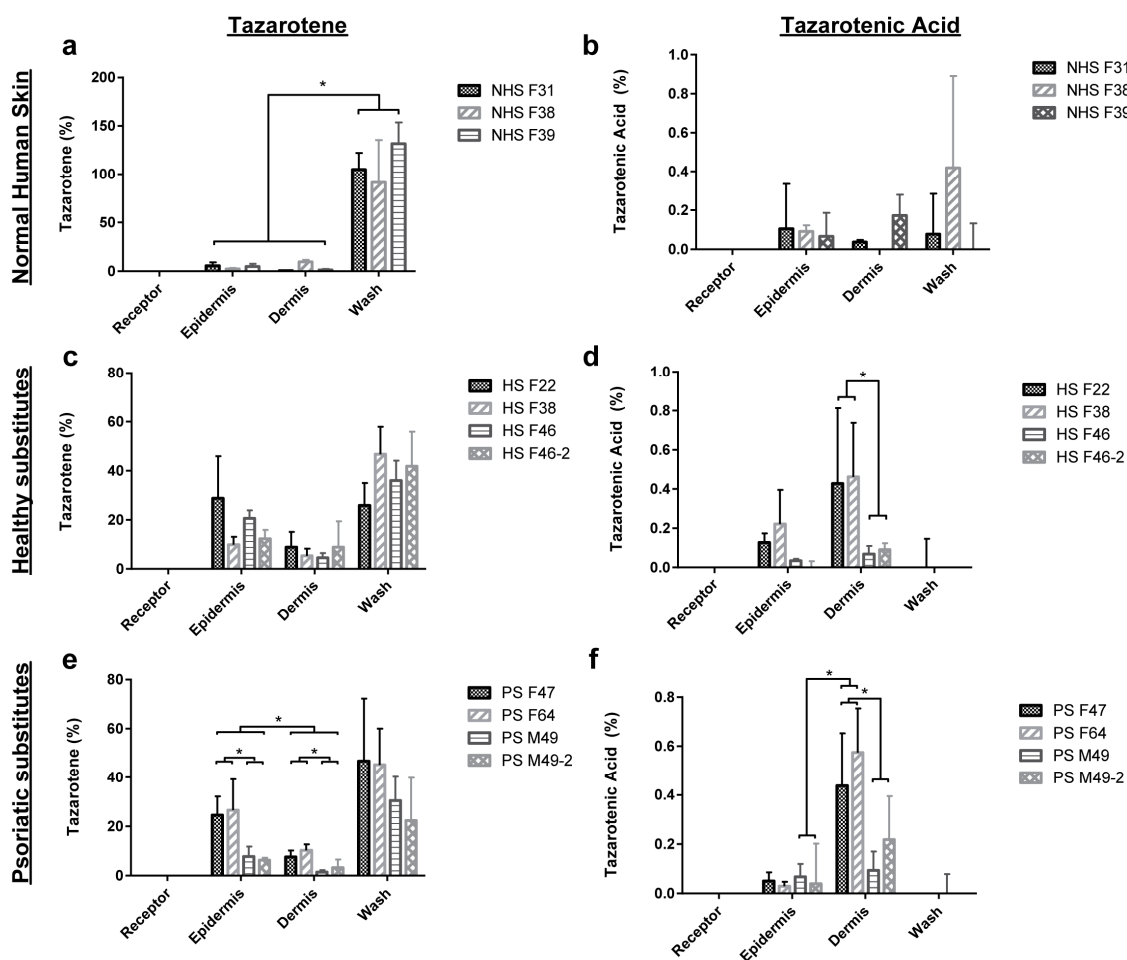 Tazarotene
Tazarotenic Acid
Normal Human Skin
a
Tazarotene (%)
200
150
100
50
0
Receptor
Epidermis
Dermis
Wash
*
NHS F31
NHS F38
NHS F39
b
Tazarotenic Acid (%)
1.0
0.8
0.6
0.4
0.2
0.0
Receptor
Epidermis
Dermis
Wash
NHS F31
NHS F38
NHS F39
Healthy substitutes
c
Tazarotene (%)
80
60
40
20
0
Receptor
Epidermis
Dermis
Wash
HS F22
HS F38
HS F46
HS F46-2
d
Tazarotenic Acid (%)
1.0
0.8
0.6
0.4
0.2
0.0
Receptor
Epidermis
Dermis
Wash
*
HS F22
HS F38
HS F46
HS F46-2
Psoriatic substitutes
e
Tazarotene (%)
80
60
40
20
0
Receptor
Epidermis
Dermis
Wash
*
*
*
PS F47
PS F64
PS M49
PS M49-2
f
Tazarotenic Acid (%)
0.8
0.6
0.4
0.2
0.0
Receptor
Epidermis
Dermis
Wash
*
*
PS F47
PS F64
PS M49
PS M49-2